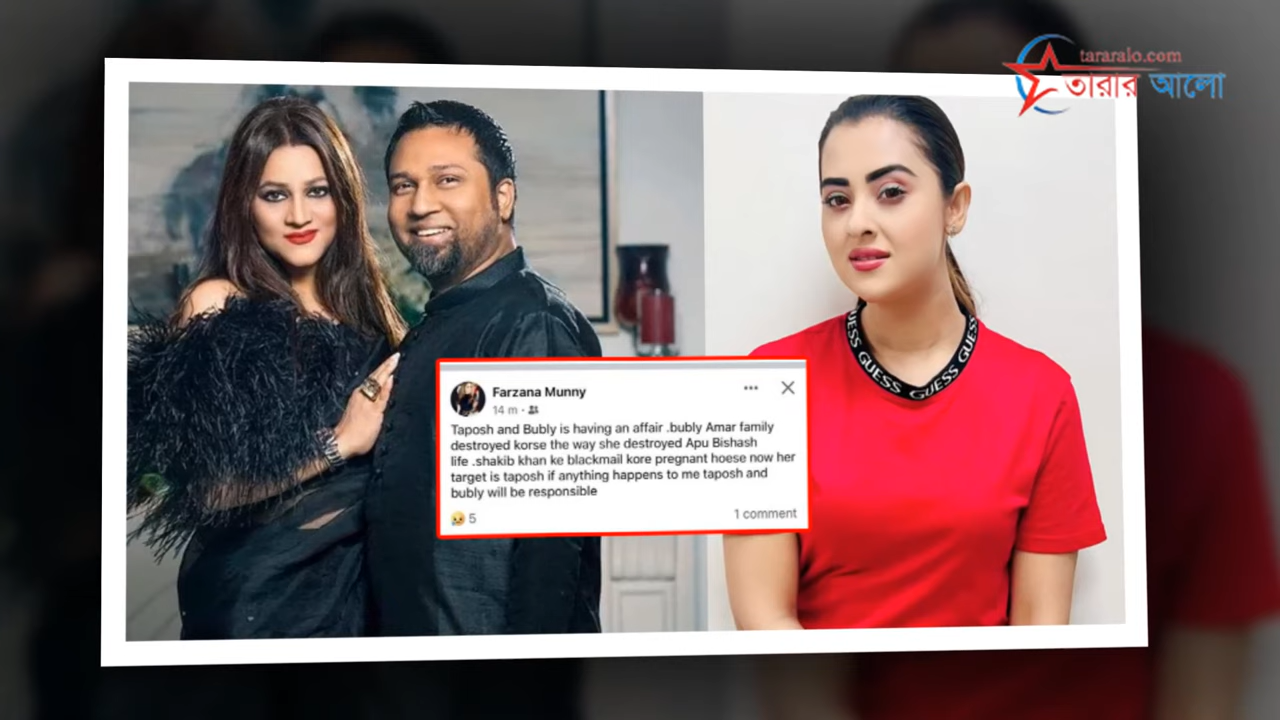 tararalo.com
তারার আলো
GUESS GUESS GUESS
Farzana Munny
14 m
Taposh and Bubly is having an affair .bubly Amar family
destroyed korse the way she destroyed Apu Bishash
life .shakib khan ke blackmail kore pregnant hoese now her
target is taposh if anything happens to me taposh and
bubly will be responsible
5
1 comment